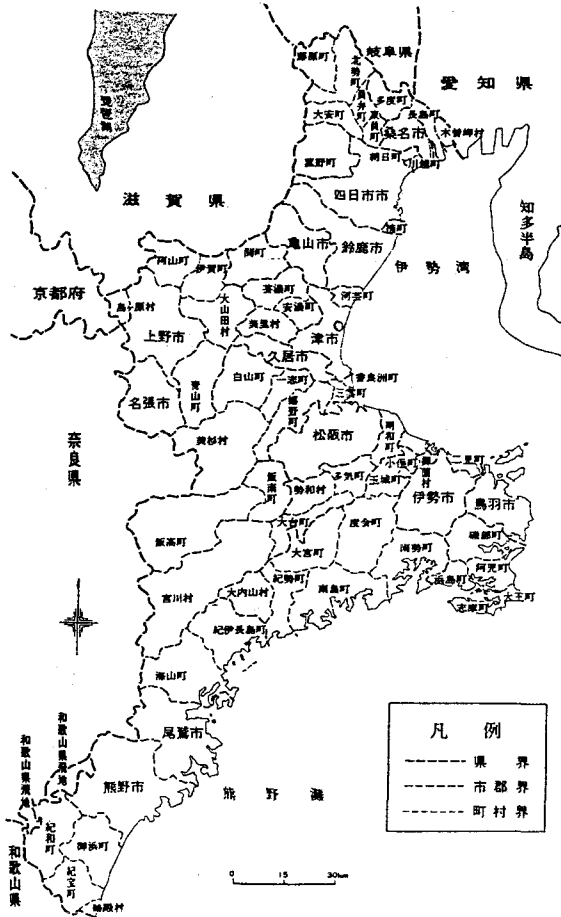 岐阜県
愛知県
藤原町
北勢町
員弁町
多度町
大安町
東員町
長島町
桑名市
木曽岬村
琵琶湖
菰野町
朝日町
川越町
四日市市
滋賀県
楠町
知多半島
亀山市
鈴鹿市
関町
伊勢湾
阿山町
伊賀町
京都府
島ヶ原村
大山田村
芸濃町
安濃町
河芸町
上野市
美里村
津市
久居市
白山町
一志町
香良洲町
三雲町
青山町
名張市
嬉野町
美杉村
松阪市
明和町
奈良県
小俣町
御薗村
二見町
飯南町
勢和村
多気町
玉城町
伊勢市
鳥羽市
飯高町
大台町
度会町
大宮町
南勢町
磯部町
阿児町
紀勢町
浜島町
大王町
志摩町
宮川村
大内山村
南島町
紀伊長島町
海山町
尾鷲市
和歌山県飛地
和歌山県飛地
熊野市
熊野灘
紀和町
御浜町
和歌山県
紀宝町
鵜殿村
凡例
県界
市郡界
町村界
0 15 30km